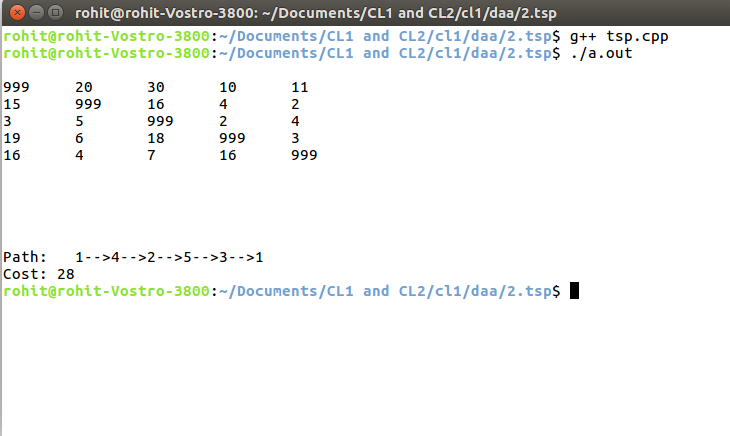 rohit@rohit-Vostro-3800: ~/Documents/CL1 and CL2/cl1/daa/2.tsp
rohit@rohit-Vostro-3800:~/Documents/CL1 and CL2/cl1/daa/2.tsp$ g++ tsp.cpp
rohit@rohit-Vostro-3800:~/Documents/CL1 and CL2/cl1/daa/2.tsp$ ./a.out
999 20 30 10 11
15 999 16 4 2
3 5 999 2 4
19 6 18 999 3
16 4 7 16 999
Path: 1-->4-->2-->5-->3-->1
Cost: 28
rohit@rohit-Vostro-3800:~/Documents/CL1 and CL2/cl1/daa/2.tsp$